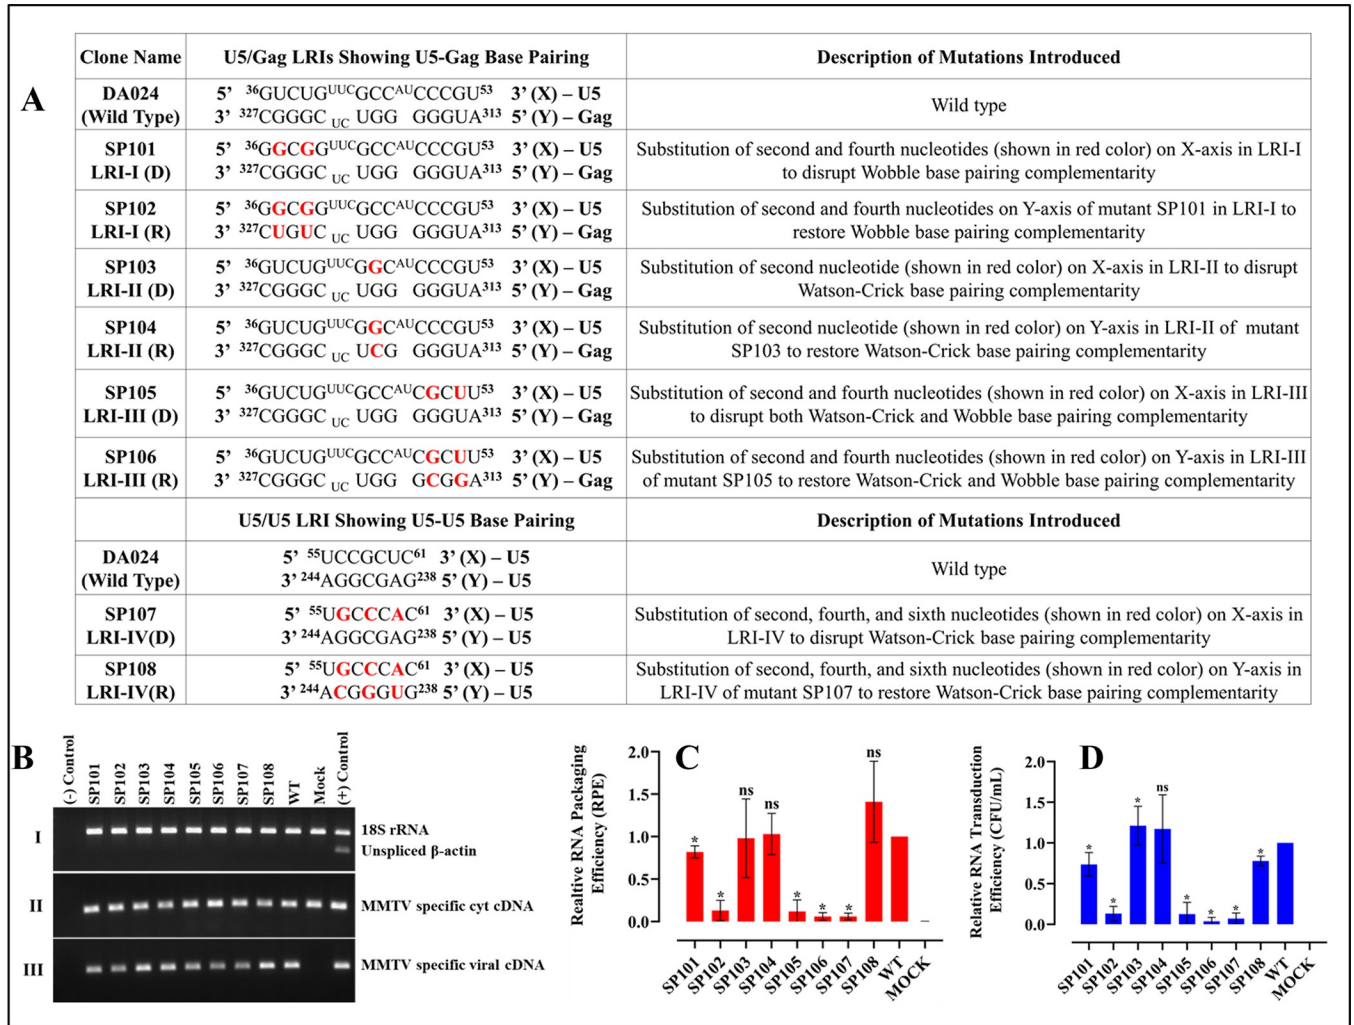 A
Clone Name U5/Gag LRIs Showing U5-Gag Base Pairing Description of Mutations Introduced
DA024 5’ ³⁶GUCUGᵁᵁᶜGCCᴬᵁCCCGU⁵³ 3’ (X) – U5 Wild type
(Wild Type) 3’ ³²⁷CGGGC UC UGG GGGUA³¹³ 5’ (Y) – Gag
SP101 5’ ³⁶GGCGGᵁᵁᶜGCCᴬᵁCCCGU⁵³ 3’ (X) – U5 Substitution of second and fourth nucleotides (shown in red color) on X-axis in LRI-I
LRI-I (D) 3’ ³²⁷CGGGC UC UGG GGGUA³¹³ 5’ (Y) – Gag to disrupt Wobble base pairing complementarity
SP102 5’ ³⁶GGCGGᵁᵁᶜGCCᴬᵁCCCGU⁵³ 3’ (X) – U5 Substitution of second and fourth nucleotides on Y-axis of mutant SP101 in LRI-I to
LRI-I (R) 3’ ³²⁷CUGUC UC UGG GGGUA³¹³ 5’ (Y) – Gag restore Wobble base pairing complementarity
SP103 5’ ³⁶GUCUGᵁᵁᶜGGCᴬᵁCCCGU⁵³ 3’ (X) – U5 Substitution of second nucleotide (shown in red color) on X-axis in LRI-II to disrupt
LRI-II (D) 3’ ³²⁷CGGGC UC UGG GGGUA³¹³ 5’ (Y) – Gag Watson-Crick base pairing complementarity
SP104 5’ ³⁶GUCUGᵁᵁᶜGGCᴬᵁCCCGU⁵³ 3’ (X) – U5 Substitution of second nucleotide (shown in red color) on Y-axis in LRI-II of mutant
LRI-II (R) 3’ ³²⁷CGGGC UC UCG GGGUA³¹³ 5’ (Y) – Gag SP103 to restore Watson-Crick base pairing complementarity
SP105 5’ ³⁶GUCUGᵁᵁᶜGCCᴬᵁCGCUU⁵³ 3’ (X) – U5 Substitution of second and fourth nucleotides (shown in red color) on X-axis in LRI-III
LRI-III (D) 3’ ³²⁷CGGGC UC UGG GGGUA³¹³ 5’ (Y) – Gag to disrupt both Watson-Crick and Wobble base pairing complementarity
SP106 5’ ³⁶GUCUGᵁᵁᶜGCCᴬᵁCGCUU⁵³ 3’ (X) – U5 Substitution of second and fourth nucleotides (shown in red color) on Y-axis in LRI-III
LRI-III (R) 3’ ³²⁷CGGGC UC UGG GCGGA³¹³ 5’ (Y) – Gag of mutant SP105 to restore Watson-Crick and Wobble base pairing complementarity
U5/U5 LRI Showing U5-U5 Base Pairing Description of Mutations Introduced
DA024 5’ ⁵⁵UCCGCUC⁶¹ 3’ (X) – U5 Wild type
(Wild Type) 3’ ²⁴⁴AGGCGAG²³⁸ 5’ (Y) – U5
SP107 5’ ⁵⁵UGCCCAC⁶¹ 3’ (X) – U5 Substitution of second, fourth, and sixth nucleotides (shown in red color) on X-axis in
LRI-IV(D) 3’ ²⁴⁴AGGCGAG²³⁸ 5’ (Y) – U5 LRI-IV to disrupt Watson-Crick base pairing complementarity
SP108 5’ ⁵⁵UGCCCAC⁶¹ 3’ (X) – U5 Substitution of second, fourth, and sixth nucleotides (shown in red color) on Y-axis in
LRI-IV(R) 3’ ²⁴⁴ACGGGUG²³⁸ 5’ (Y) – U5 LRI-IV of mutant SP107 to restore Watson-Crick base pairing complementarity
B
(-) Control SP101 SP102 SP103 SP104 SP105 SP106 SP107 SP108 WT Mock (+) Control
I 18S rRNA
Unspliced β-actin
II MMTV specific cyt cDNA
III MMTV specific viral cDNA
C
Realtive RNA Packaging
Efficiency (RPE)
2.0
1.5
1.0
0.5
0.0
* * ns ns * * * ns
SP101 SP102 SP103 SP104 SP105 SP106 SP107 SP108 WT MOCK
D
Relative RNA Transduction
Efficiency (CFU/mL)
2.0
1.5
1.0
0.5
0.0
* * * ns * * * *
SP101 SP102 SP103 SP104 SP105 SP106 SP107 SP108 WT MOCK